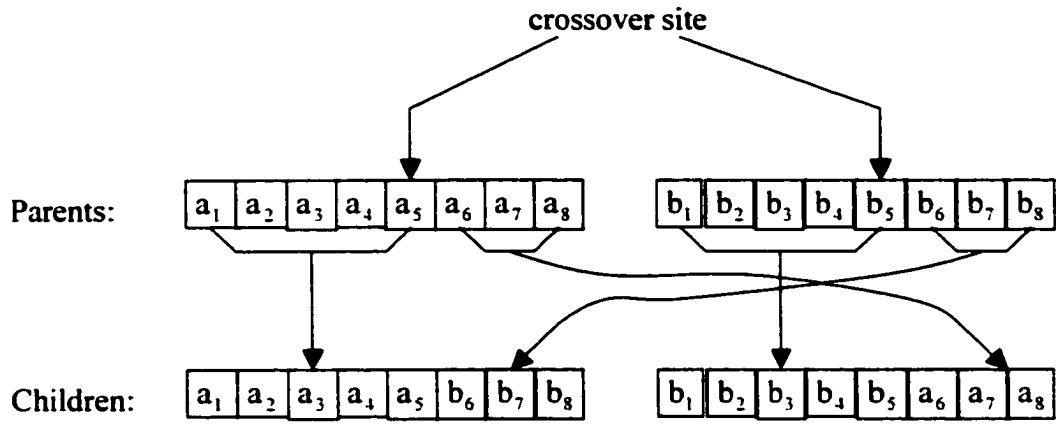 crossover site
Parents: a₁ a₂ a₃ a₄ a₅ a₆ a₇ a₈ b₁ b₂ b₃ b₄ b₅ b₆ b₇ b₈
Children: a₁ a₂ a₃ a₄ a₅ b₆ b₇ b₈ b₁ b₂ b₃ b₄ b₅ a₆ a₇ a₈